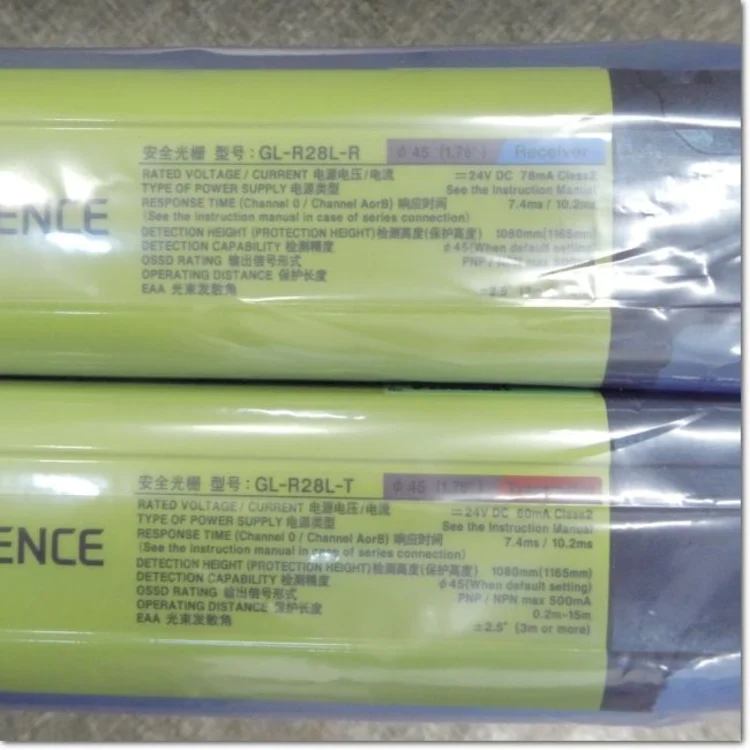 ENCE
安全光栅 型号：GL-R28L-R φ45 (1.78") Receiver
RATED VOLTAGE / CURRENT 电源电压/电流 ⎓24V DC 76mA Class2
TYPE OF POWER SUPPLY 电源类型 See the Instruction Manual
RESPONSE TIME (Channel 0 / Channel AorB) 响应时间 7.4ms / 10.2ms
(See the instruction manual in case of series connection)
DETECTION HEIGHT (PROTECTION HEIGHT)检测高度(保护高度) 1080mm(1165mm)
DETECTION CAPABILITY 检测精度 φ45(When default setting)
OSSD RATING 输出信号形式 PNP / NPN max
OPERATING DISTANCE 保护长度
EAA 光束发散角 ±2.5°
ENCE
安全光栅 型号：GL-R28L-T φ45 (1.78")
RATED VOLTAGE / CURRENT 电源电压/电流 ⎓24V DC 60mA Class2
TYPE OF POWER SUPPLY 电源类型 See the Instruction Manual
RESPONSE TIME (Channel 0 / Channel AorB) 响应时间 7.4ms / 10.2ms
(See the instruction manual in case of series connection)
DETECTION HEIGHT (PROTECTION HEIGHT)检测高度(保护高度) 1080mm(1165mm)
DETECTION CAPABILITY 检测精度 φ45(When default setting)
OSSD RATING 输出信号形式 PNP / NPN max 500mA
OPERATING DISTANCE 保护长度 0.2m~15m
EAA 光束发散角 ±2.5° (3m or more)